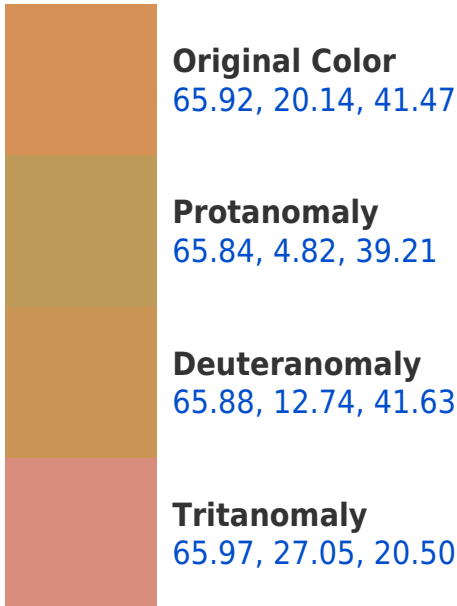 Original Color
65.92, 20.14, 41.47
Protanomaly
65.84, 4.82, 39.21
Deuteranomaly
65.88, 12.74, 41.63
Tritanomaly
65.97, 27.05, 20.50